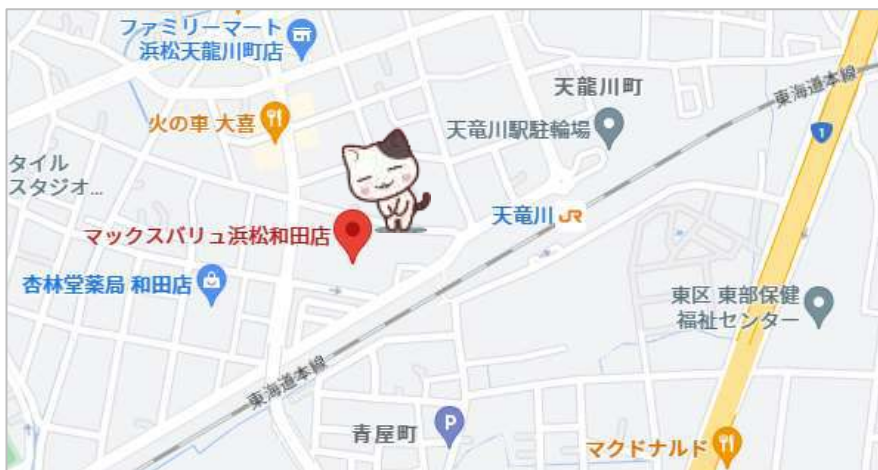 ファミリーマート
浜松天龍川町店
天龍川町
東海道本線
火の車 大喜
天竜川駅駐輪場
1
タイル
スタジオ...
天竜川 JR
マックスバリュ浜松和田店
杏林堂薬局 和田店
東区 東部保健
福祉センター
東海道本線
青屋町
P
マクドナルド